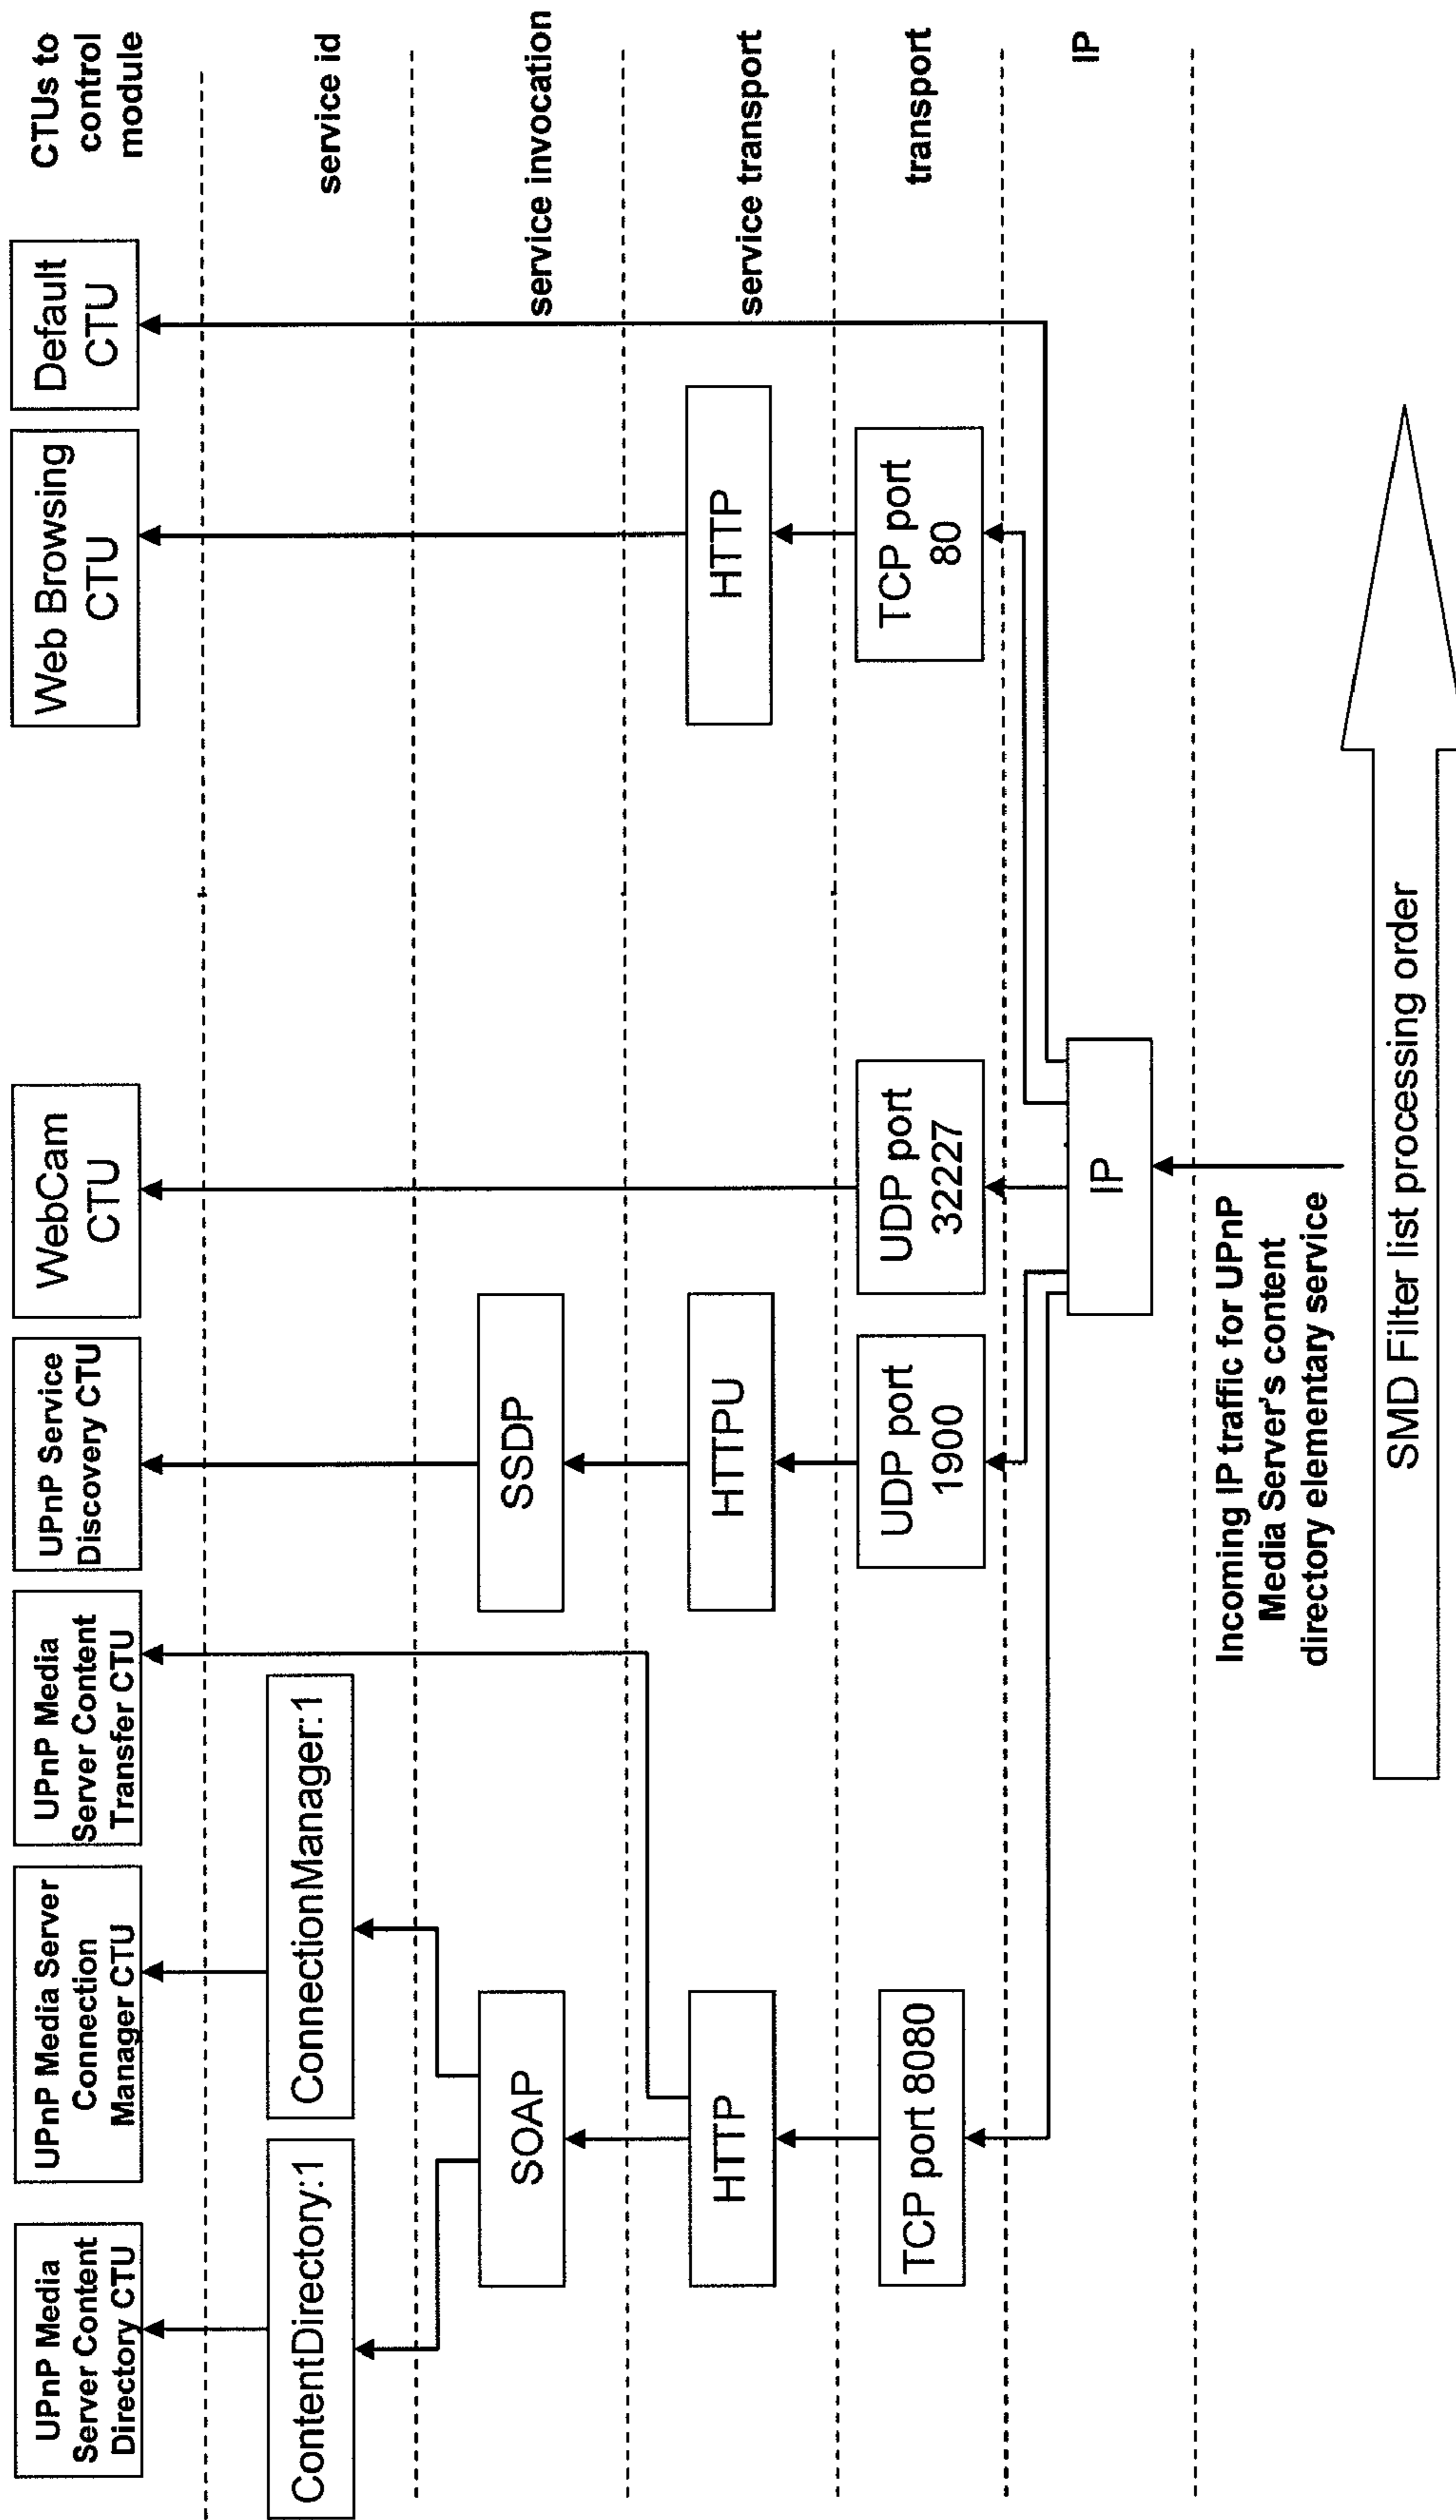 UPnP Media
Server Content
Directory CTU
UPnP Media Server
Connection
Manager CTU
UPnP Media
Server Content
Transfer CTU
UPnP Service
Discovery CTU
WebCam
CTU
Web Browsing
CTU
Default
CTU
CTUs to
control
module
ContentDirectory:1
ConnectionManager:1
service id
SOAP
SSDP
service invocation
HTTP
HTTPU
HTTP
service transport
TCP port 8080
UDP port
1900
UDP port
32227
TCP port
80
transport
IP
IP
Incoming IP traffic for UPnP
Media Server's content
directory elementary service
SMD Filter list processing order